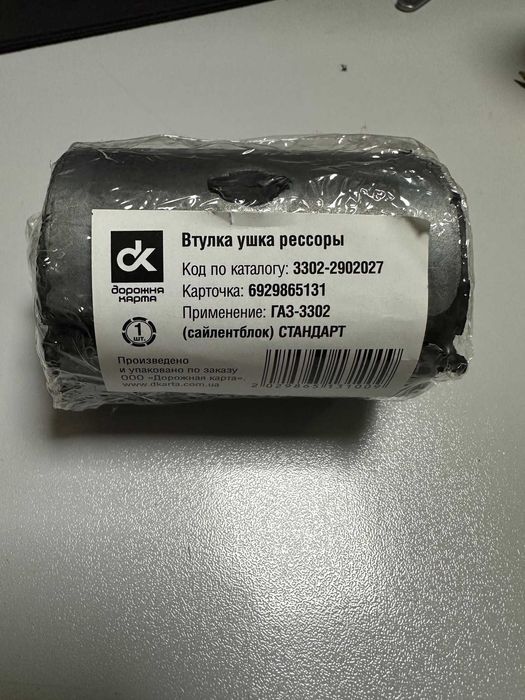 dk
дорожня
карта
Втулка ушка рессоры
Код по каталогу: 3302-2902027
Карточка: 6929865131
Применение: ГАЗ-3302
(сайлентблок) СТАНДАРТ
1
шт.
Произведено
и упаковано по заказу
ООО «Дорожная карта».
www.dkarta.com.ua